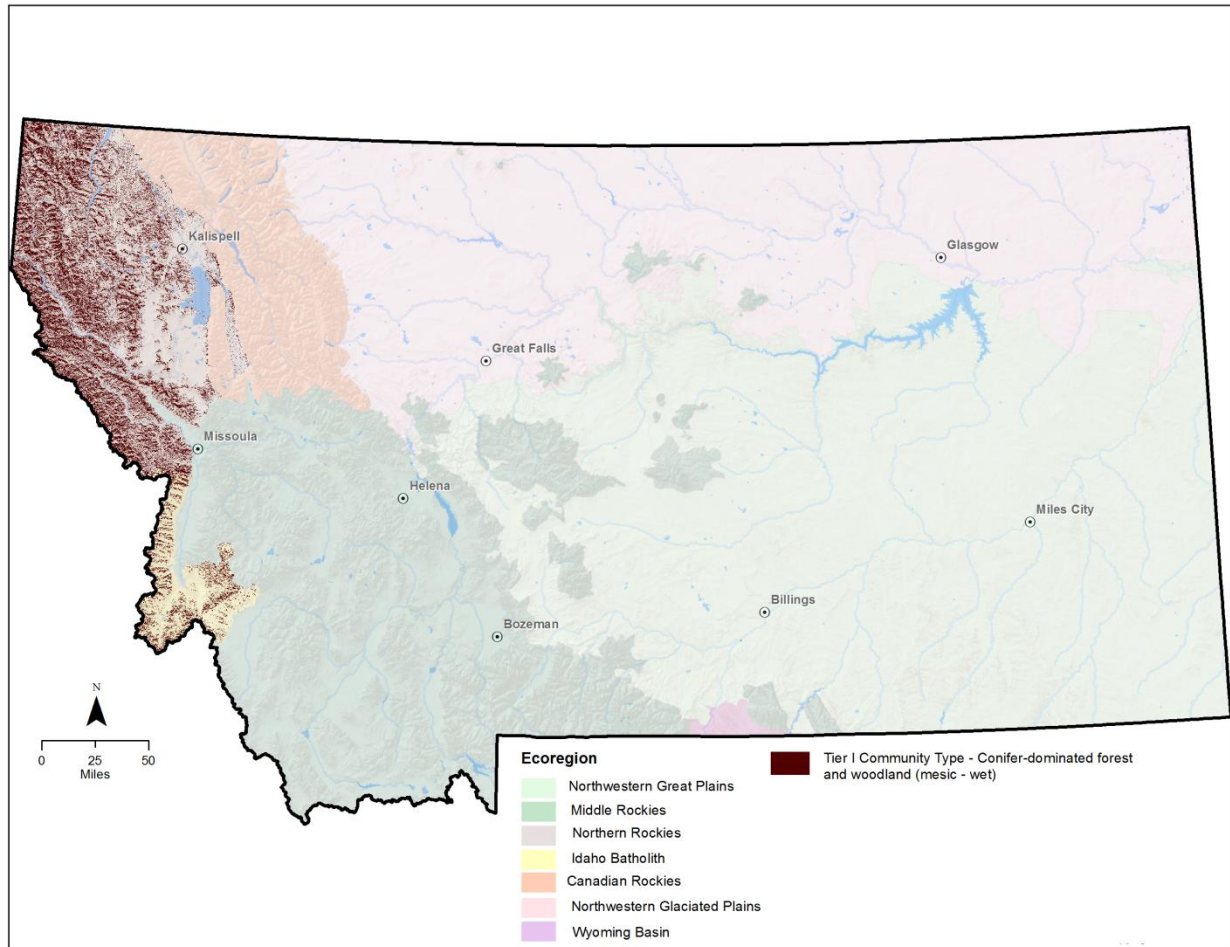 Kalispell
Glasgow
Great Falls
Missoula
Helena
Miles City
Billings
Bozeman
N
0 25 50
Miles
Ecoregion
Northwestern Great Plains
Middle Rockies
Northern Rockies
Idaho Batholith
Canadian Rockies
Northwestern Glaciated Plains
Wyoming Basin
Tier I Community Type - Conifer-dominated forest
and woodland (mesic - wet)